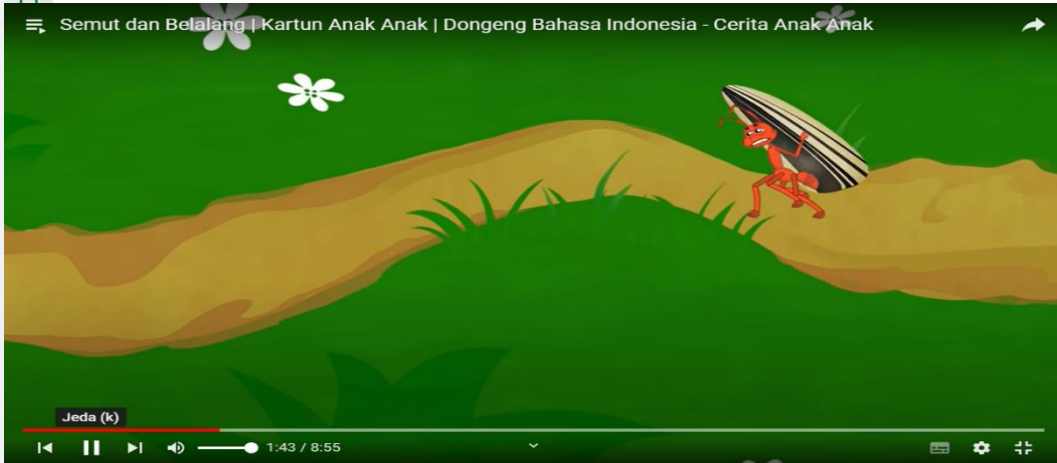 Semut dan Belalang | Kartun Anak Anak | Dongeng Bahasa Indonesia - Cerita Anak Anak
Jeda (k)
1:43 / 8:55